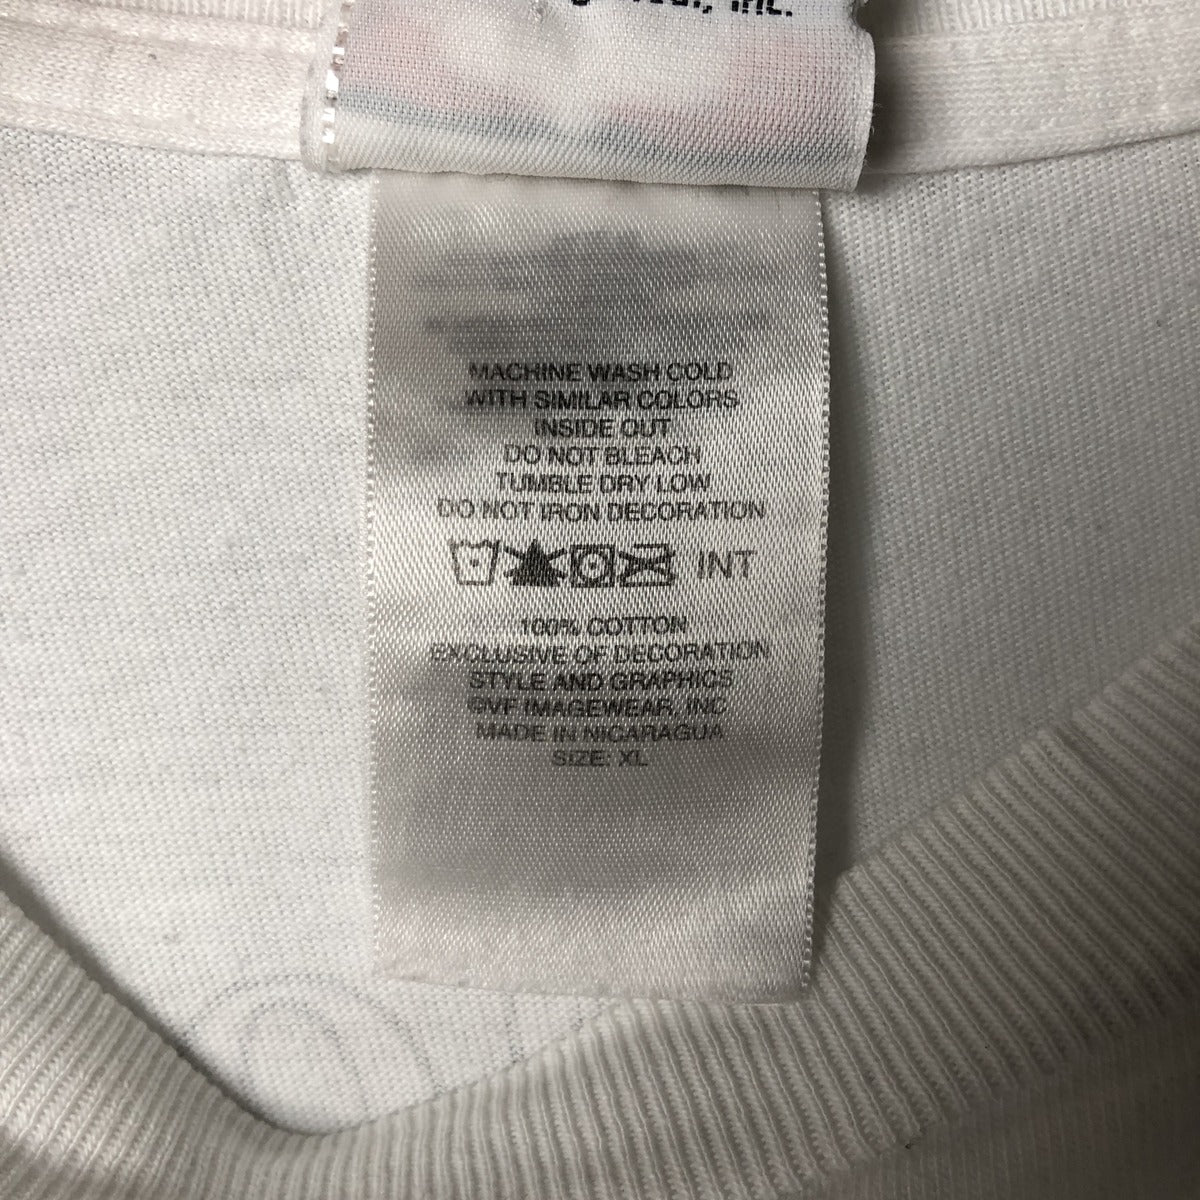 INC.
MACHINE WASH COLD
WITH SIMILAR COLORS
INSIDE OUT
DO NOT BLEACH
TUMBLE DRY LOW
DO NOT IRON DECORATION
INT
100% COTTON
EXCLUSIVE OF DECORATION
STYLE AND GRAPHICS
©VF IMAGEWEAR, INC
MADE IN NICARAGUA
SIZE: XL